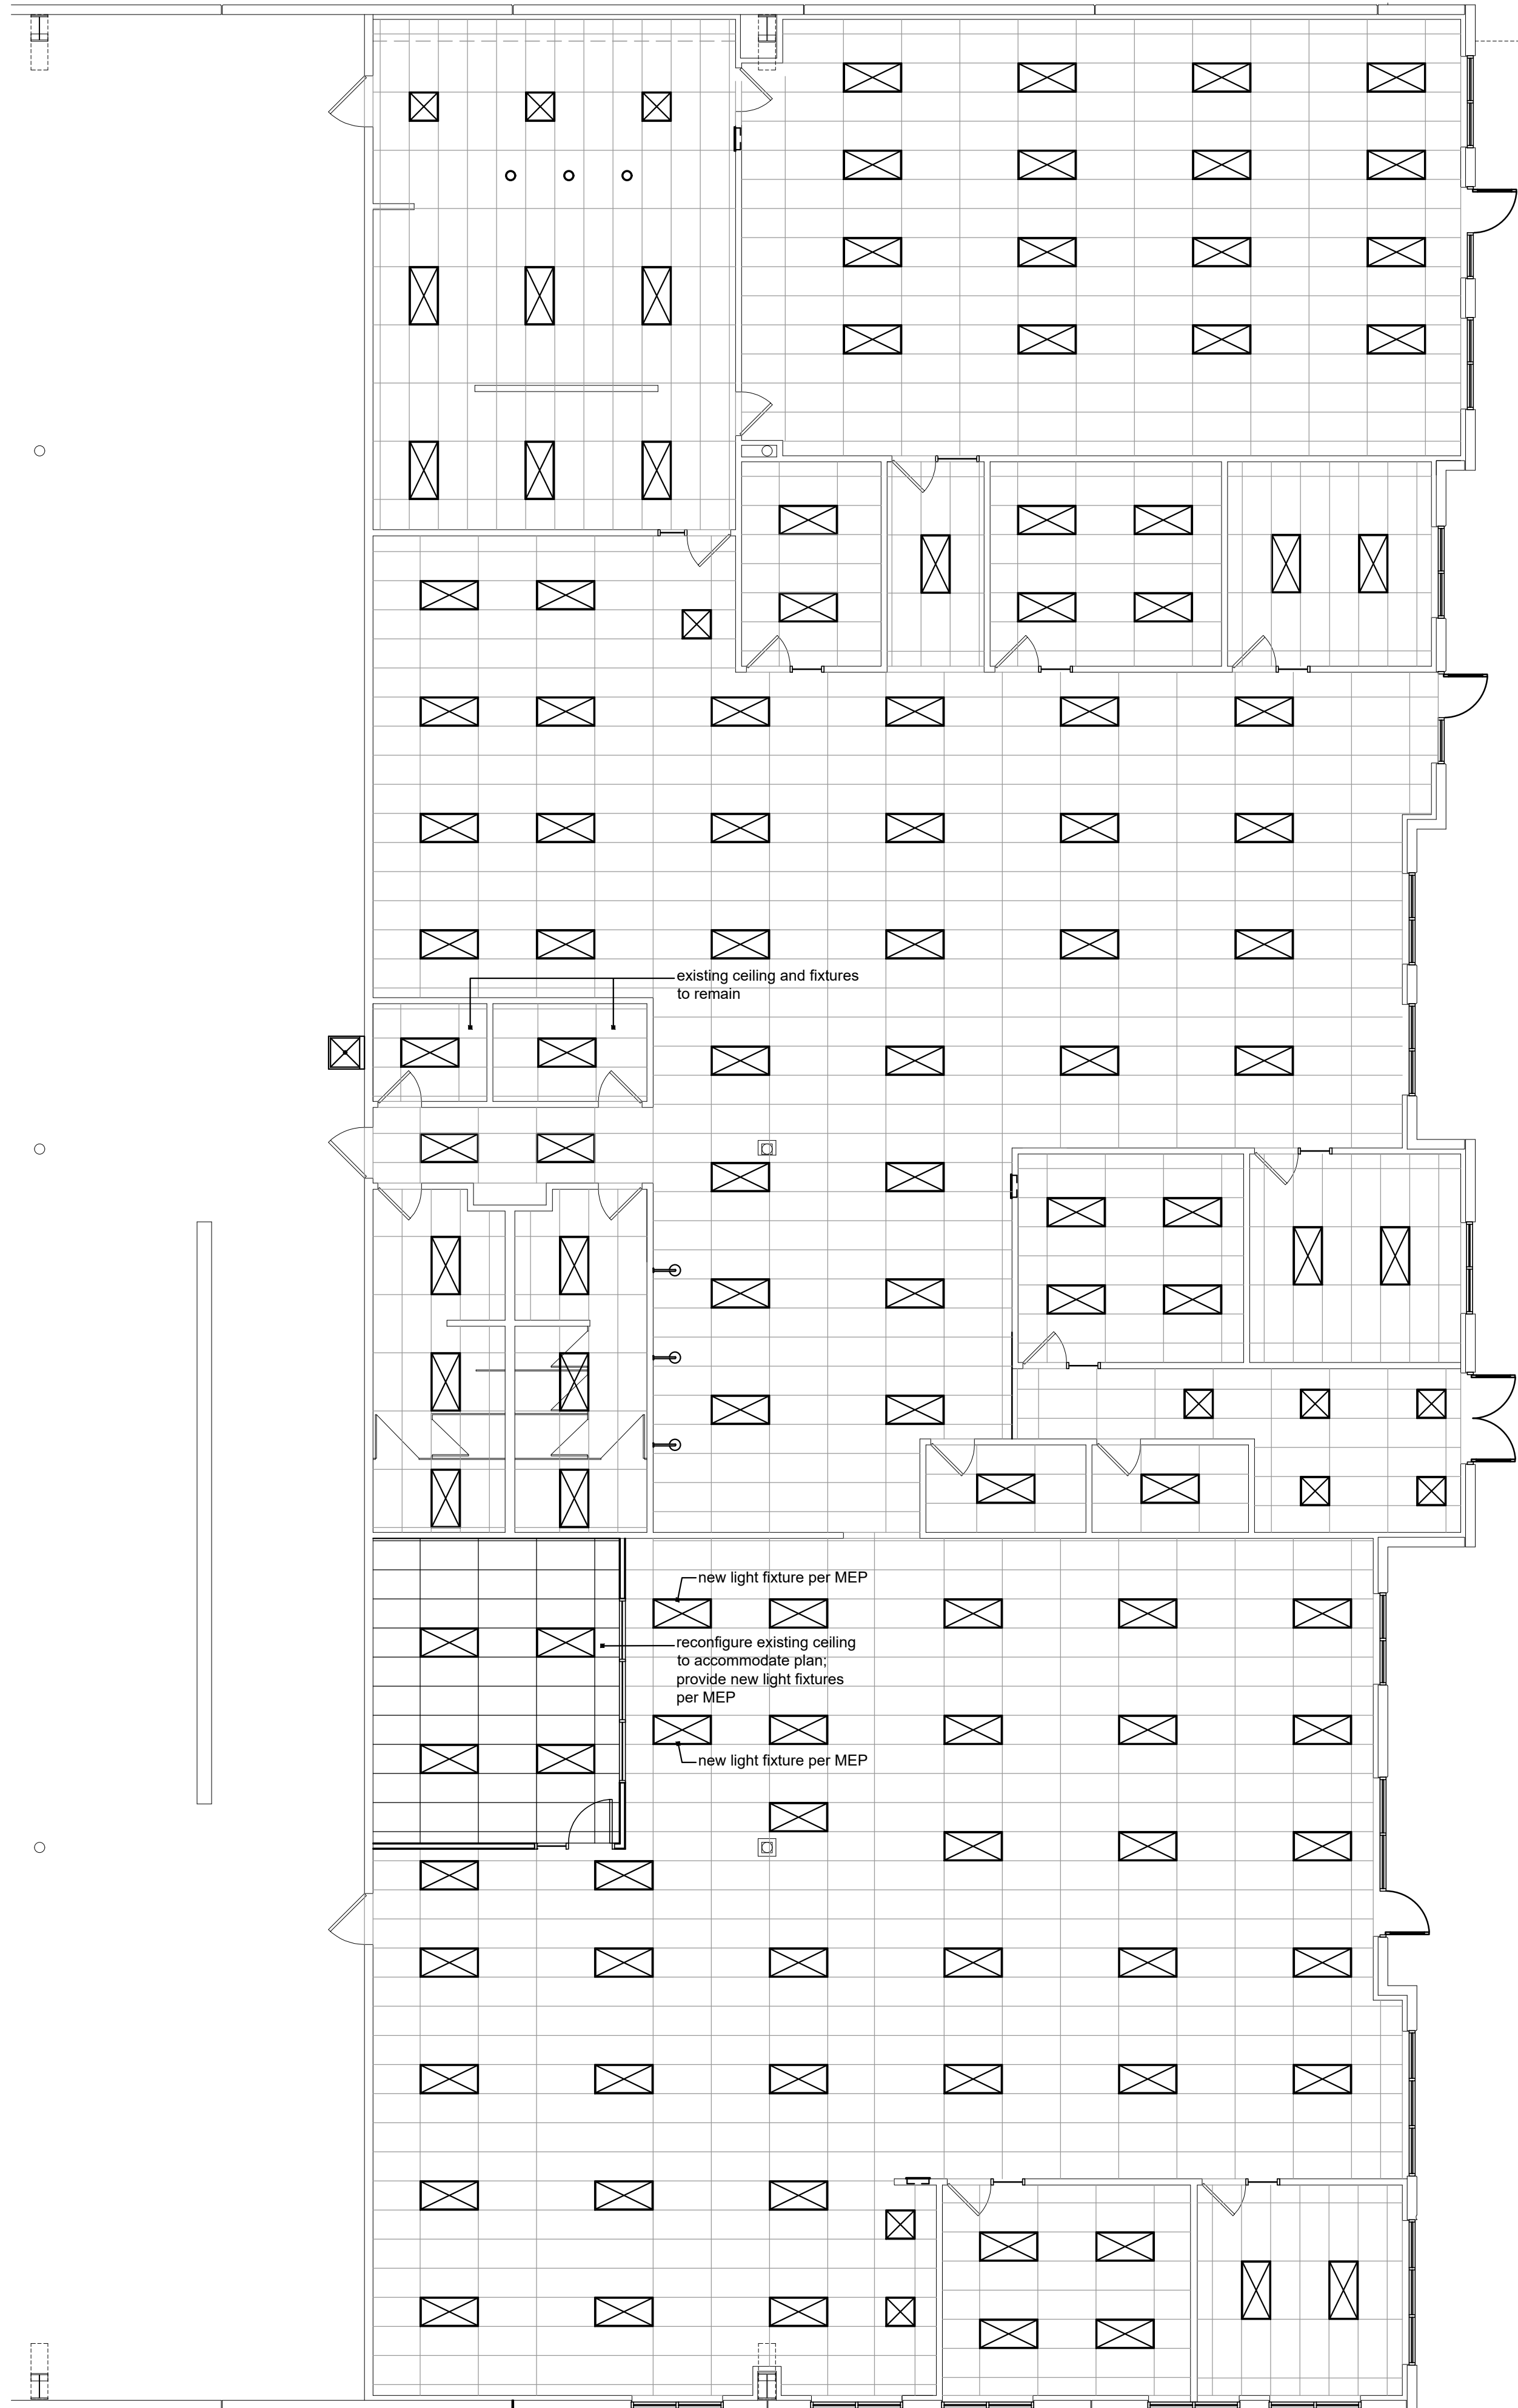 existing ceiling and fixtures
to remain
new light fixture per MEP
reconfigure existing ceiling
to accommodate plan;
provide new light fixtures
per MEP
new light fixture per MEP